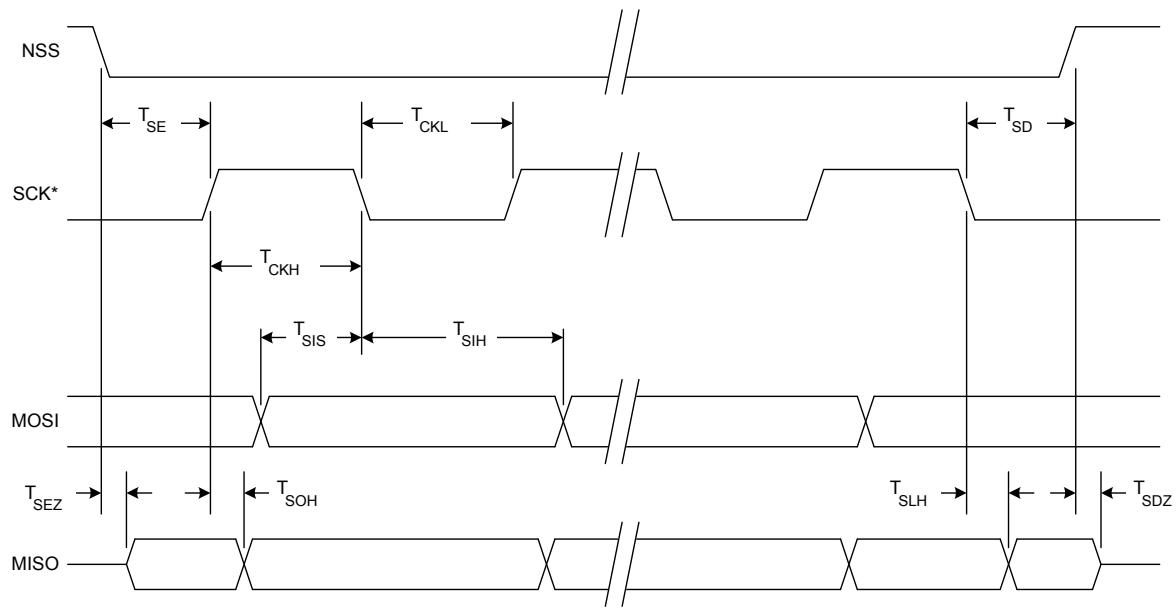 NSS
T_SE
T_CKL
T_SD
SCK*
T_CKH
T_SIS
T_SIH
MOSI
T_SEZ
T_SOH
T_SLH
T_SDZ
MISO